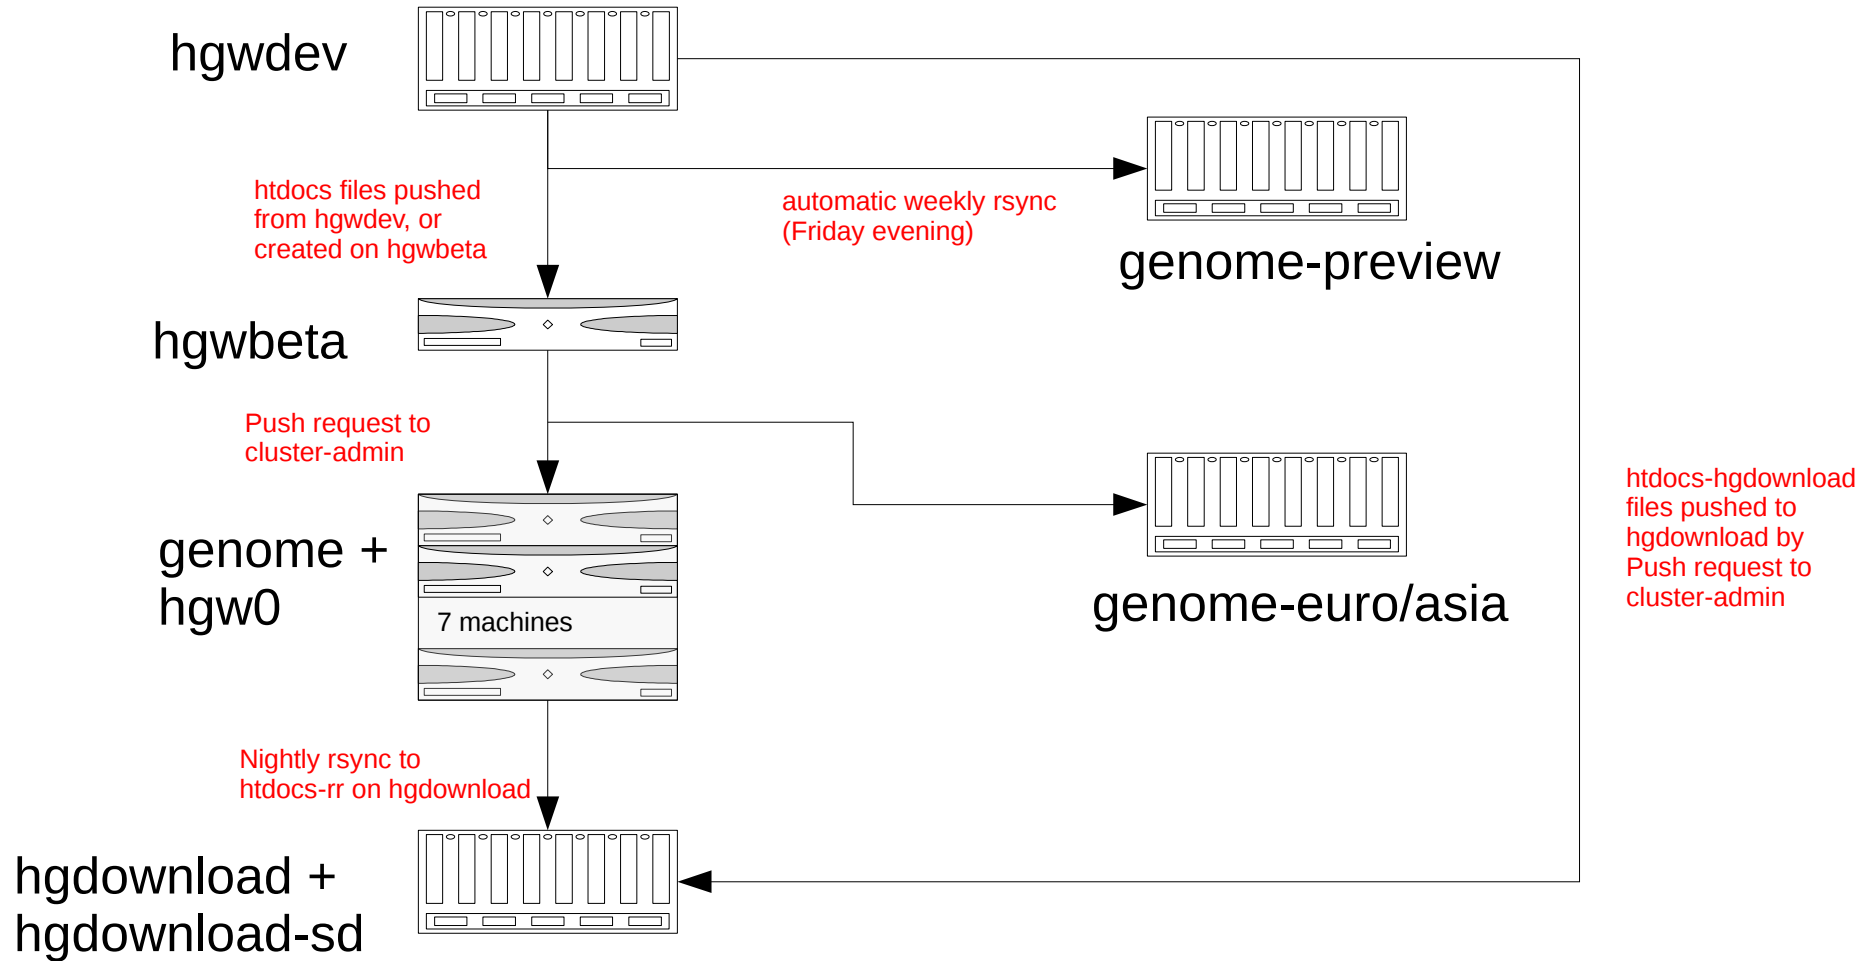 hgwdev
htdocs files pushed
from hgwdev, or
created on hgwbeta
automatic weekly rsync
(Friday evening)
genome-preview
hgwbeta
Push request to
cluster-admin
genome +
hgw0
7 machines
genome-euro/asia
htdocs-hgdownload
files pushed to
hgdownload by
Push request to
cluster-admin
Nightly rsync to
htdocs-rr on hgdownload
hgdownload +
hgdownload-sd